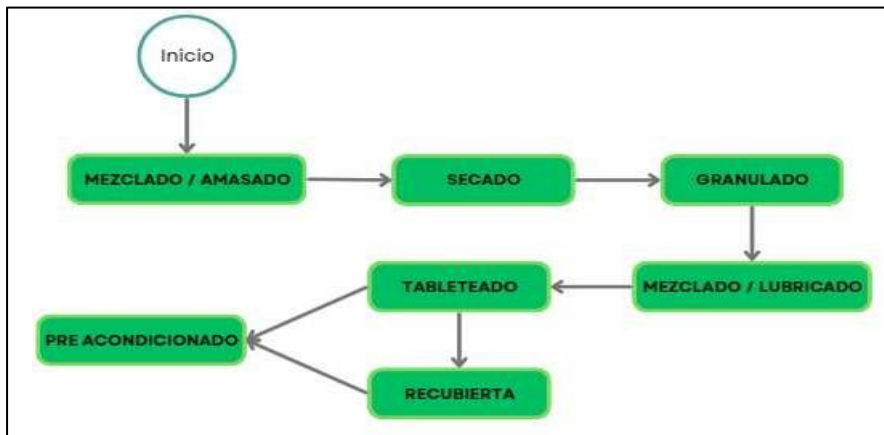 Inicio
MEZCLADO / AMASADO
SECADO
GRANULADO
TABLETEADO
MEZCLADO / LUBRICADO
PRE ACONDICIONADO
RECUBIERTA